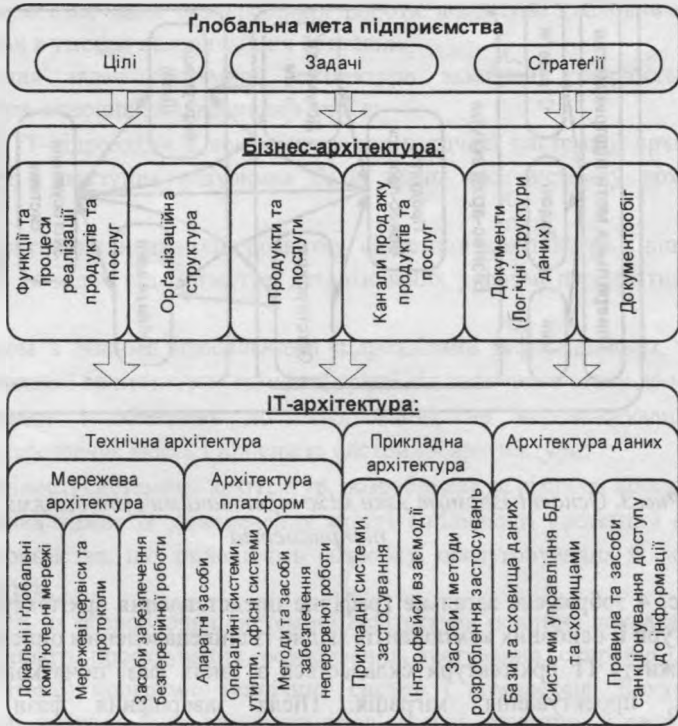 Ґлобальна мета підприємства
Цілі
Задачі
Стратегії
Бізнес-архітектура:
Функції та
процеси
реалізації
продуктів та
послуг
Орґанізаційна
структура
Продукти та
послуги
Канали продажу
продуктів та
послуг
Документи
(Логічні структури
даних)
Документообіг
ІТ-архітектура:
Технічна архітектура
Прикладна
архітектура
Архітектура даних
Мережева
архітектура
Архітектура
платформ
Локальні і ґлобальні
комп'ютерні мережі
Мережеві сервіси та
протоколи
Засоби забезпечення
безперебійної роботи
Апаратні засоби
Операційні системи,
утиліти, офісні системи
Методи та засоби
забезпечення
неперервної роботи
Прикладні системи,
застосування
Інтерфейси взаємодії
Засоби і методи
розроблення застосувань
Бази та сховища даних
Системи управління БД
та сховищами
Правила та засоби
санкціонування доступу
до інформації